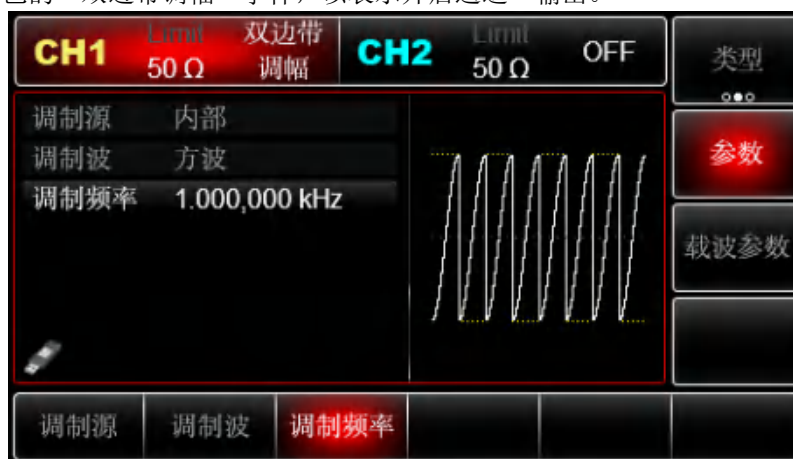 CH1 Limit 双边带 CH2 Limit OFF 类型
50 Ω 调幅 50 Ω
调制源 内部
调制波 方波 参数
调制频率 1.000,000 kHz
载波参数
调制源 调制波 调制频率